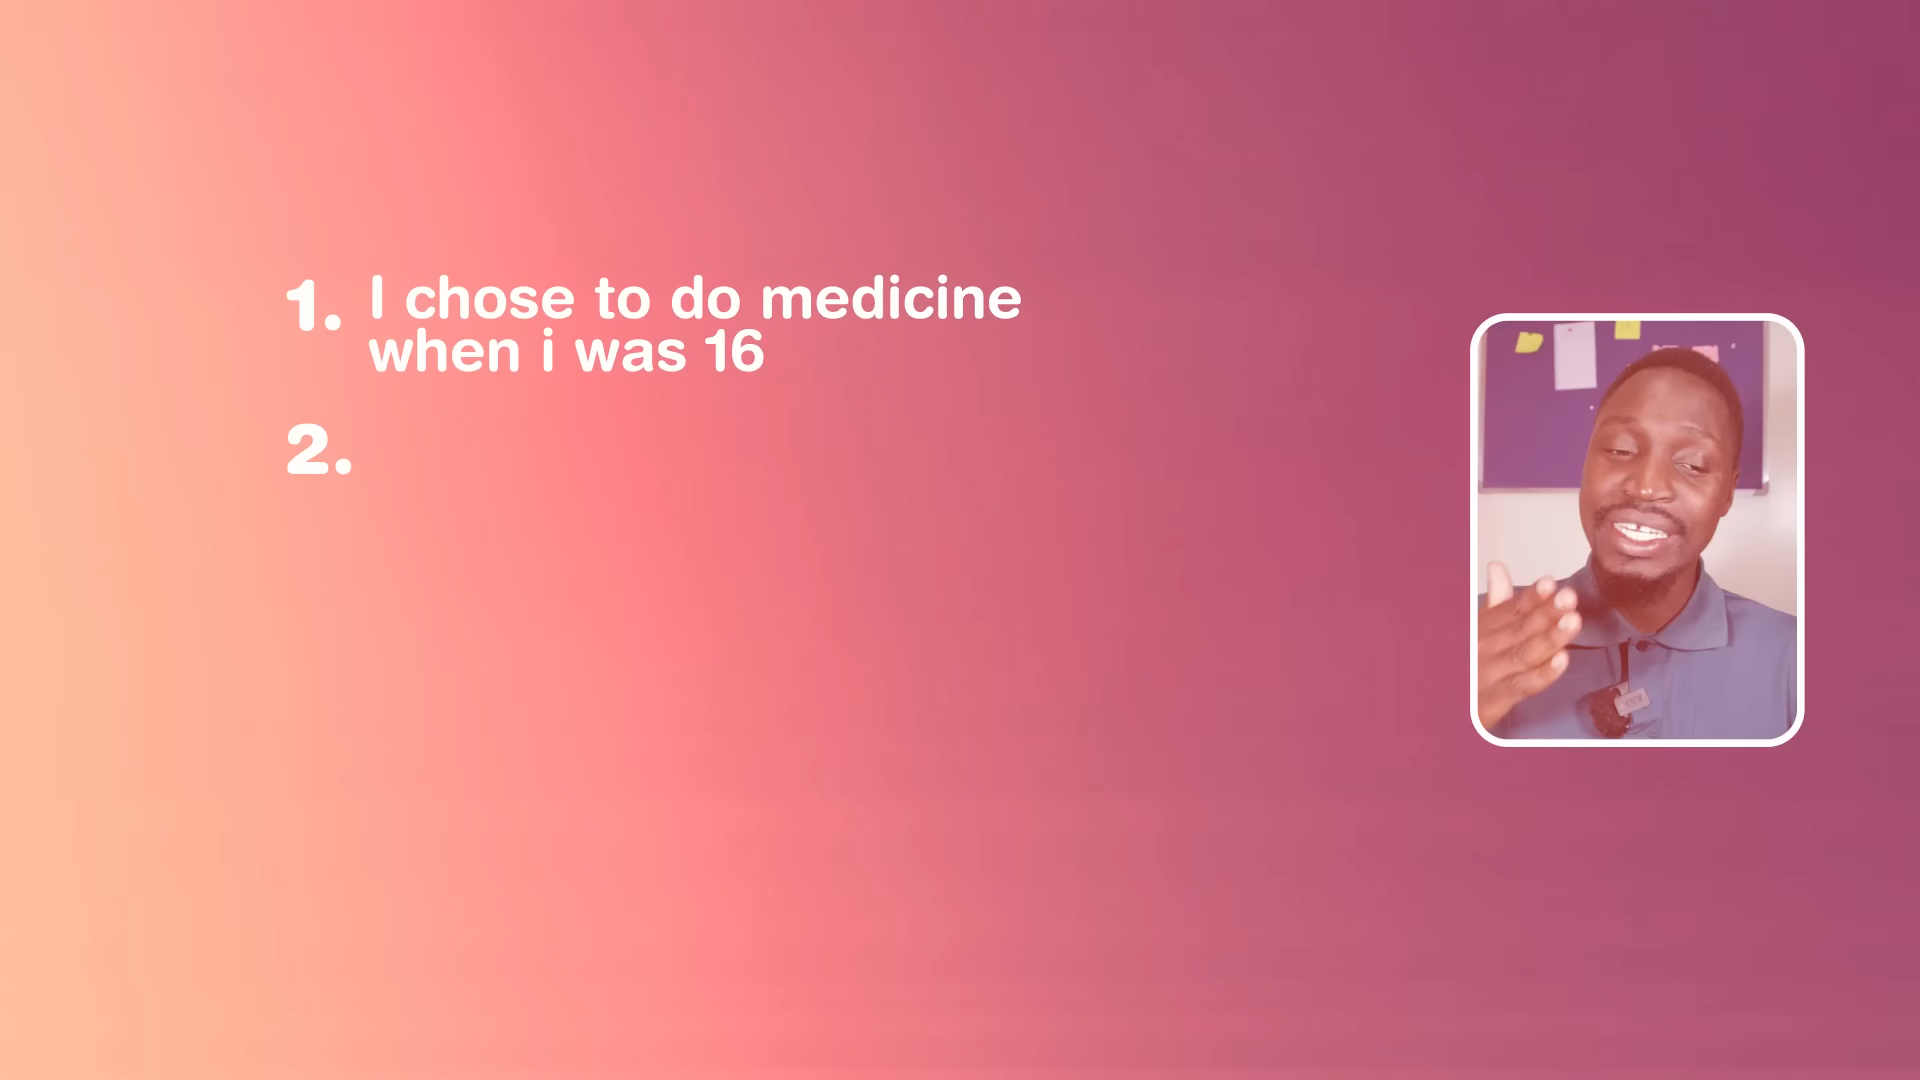 1. I chose to do medicine
when i was 16
2.